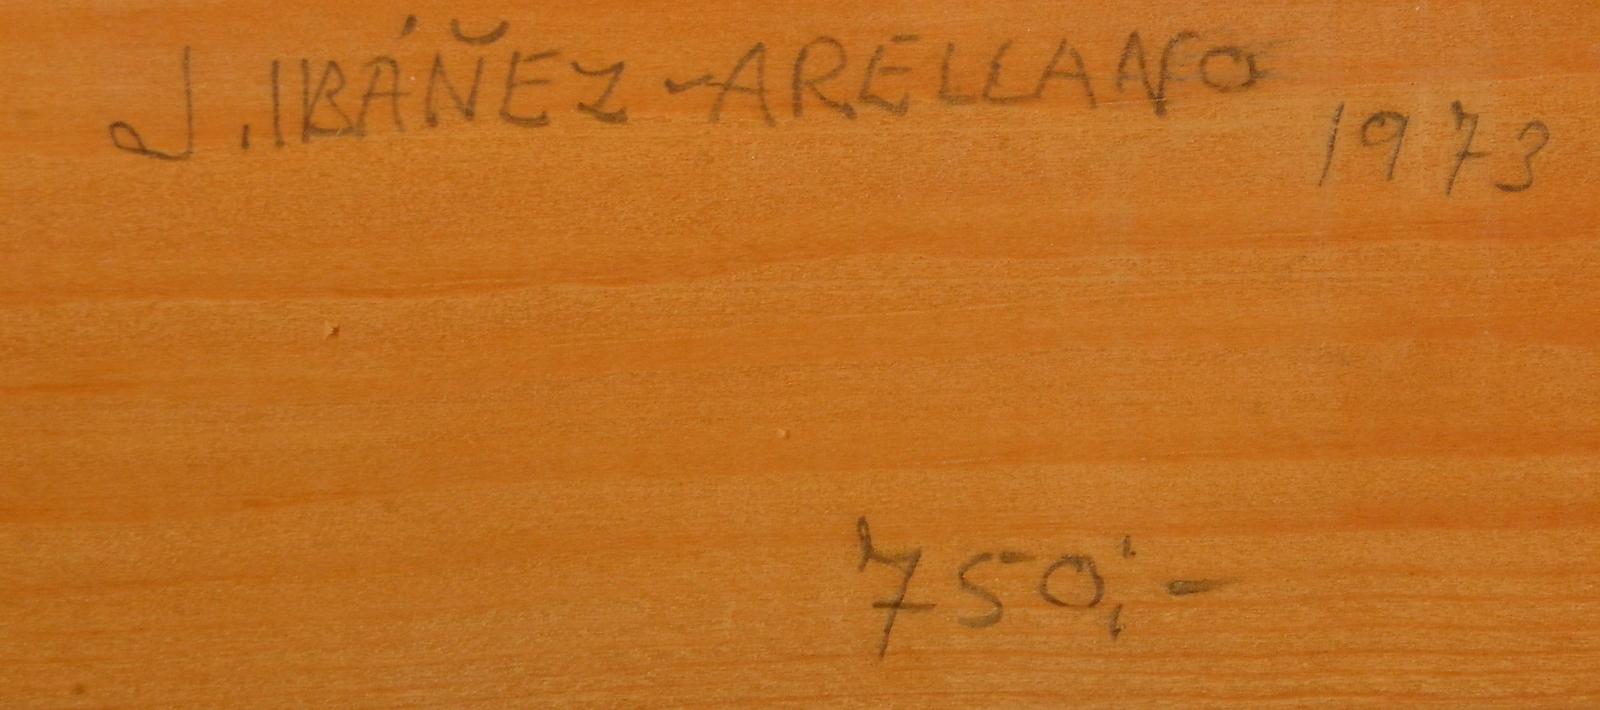 J. IBÁÑEZ-ARELLANO
1973
750,-